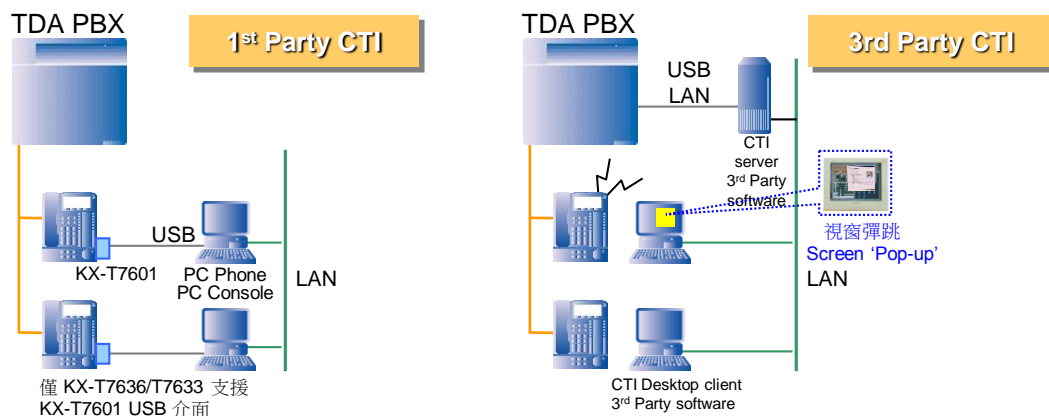 TDA PBX
1st Party CTI
USB
KX-T7601
PC Phone
PC Console
LAN
僅 KX-T7636/T7633 支援
KX-T7601 USB 介面
TDA PBX
3rd Party CTI
USB
LAN
CTI
server
3rd Party
software
視窗彈跳
Screen ‘Pop-up’
LAN
CTI Desktop client
3rd Party software